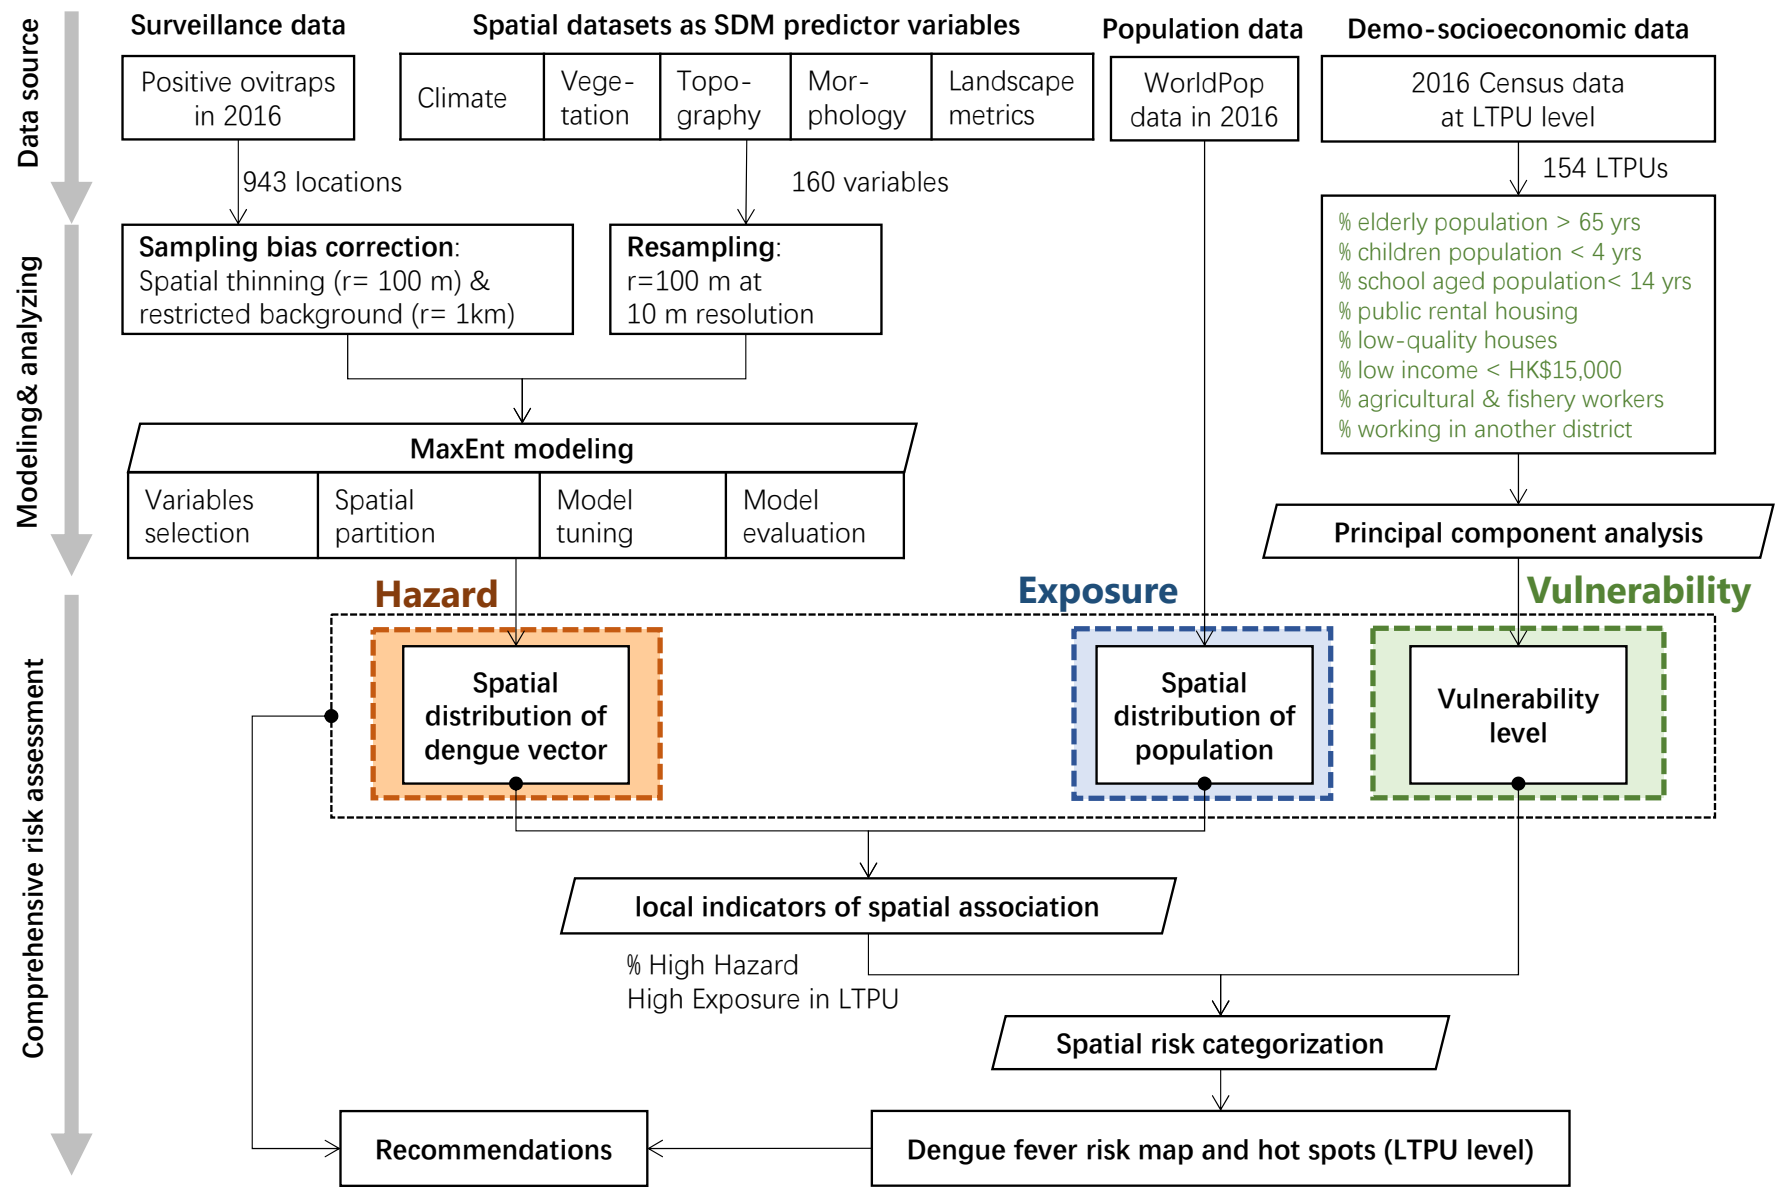 Data source
Surveillance data
Positive ovitraps
in 2016
943 locations
Spatial datasets as SDM predictor variables
Climate
Vege-
tation
Topo-
graphy
Mor-
phology
Landscape
metrics
160 variables
Population data
WorldPop
data in 2016
Demo-socioeconomic data
2016 Census data
at LTPU level
154 LTPUs
Modeling& analyzing
Sampling bias correction:
Spatial thinning (r= 100 m) &
restricted background (r= 1km)
Resampling:
r=100 m at
10 m resolution
% elderly population > 65 yrs
% children population < 4 yrs
% school aged population< 14 yrs
% public rental housing
% low-quality houses
% low income < HK$15,000
% agricultural & fishery workers
% working in another district
MaxEnt modeling
Variables
selection
Spatial
partition
Model
tuning
Model
evaluation
Principal component analysis
Comprehensive risk assessment
Hazard
Spatial
distribution of
dengue vector
Exposure
Spatial
distribution of
population
Vulnerability
Vulnerability
level
local indicators of spatial association
% High Hazard
High Exposure in LTPU
Spatial risk categorization
Recommendations
Dengue fever risk map and hot spots (LTPU level)